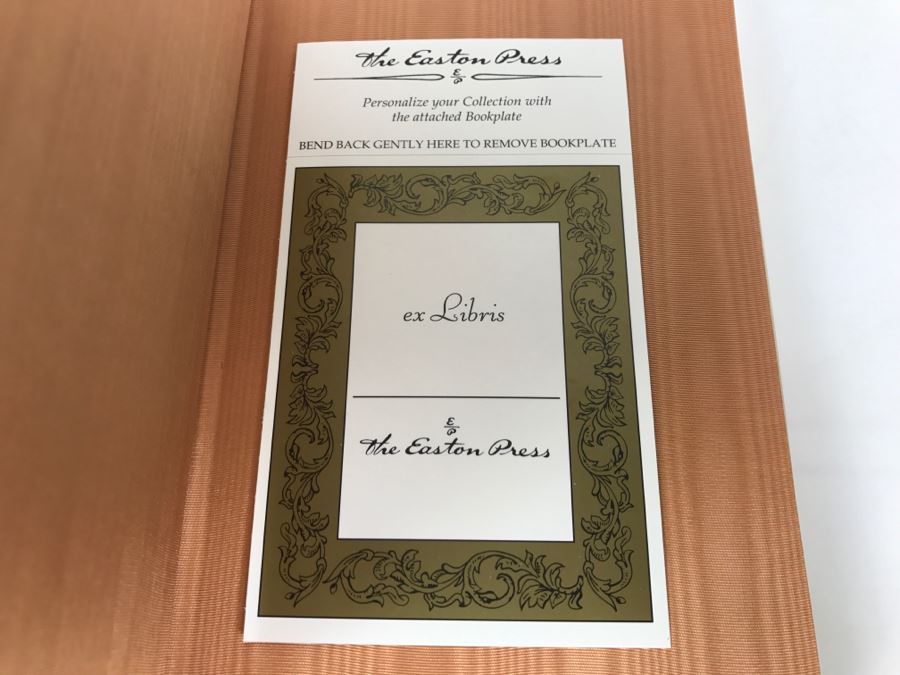 The Easton Press
E
P
Personalize your Collection with
the attached Bookplate
BEND BACK GENTLY HERE TO REMOVE BOOKPLATE
ex Libris
E
P
The Easton Press